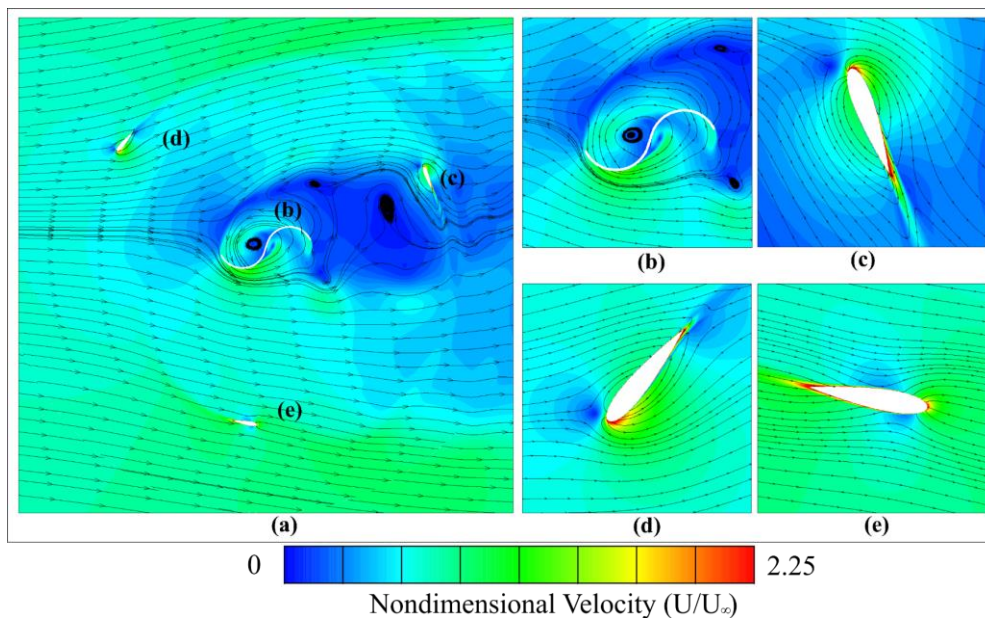 (d)
(c)
(b)
(e)
(a)
(b)
(c)
(d)
(e)
0
2.25
Nondimensional Velocity (U/U∞)